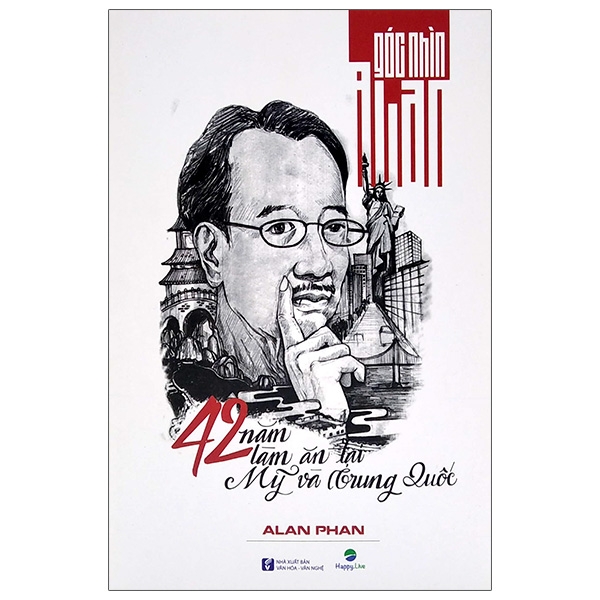 góc nhìn
ALAN
42 năm
làm ăn tại
Mỹ và Trung Quốc
ALAN PHAN
NHÀ XUẤT BẢN
VĂN HÓA - VĂN NGHỆ
Happy.Live